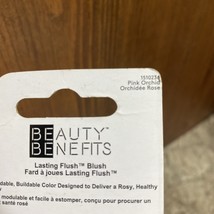 1510234
Pink Orchid
Orchidée Rose
BEAUTY
BENEFITS
Lasting Flush™ Blush
Fard à joues Lasting Flush™
dable, Buildable Color Designed to Deliver a Rosy, Healthy
modulable et facile à estomper, conçu pour procurer un
santé rosé